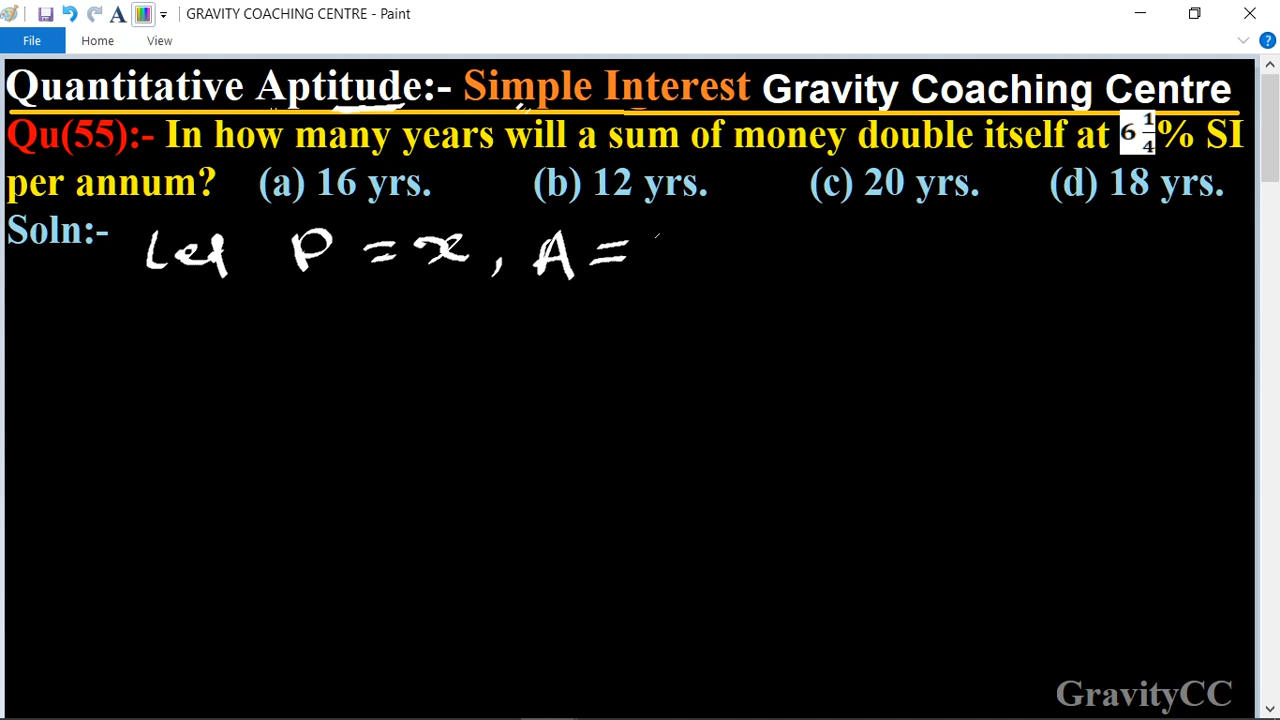 GRAVITY COACHING CENTRE - Paint
File Home View
Quantitative Aptitude:- Simple Interest Gravity Coaching Centre
Qu(55):- In how many years will a sum of money double itself at 6 1/4 % SI
per annum? (a) 16 yrs. (b) 12 yrs. (c) 20 yrs. (d) 18 yrs.
Soln:- Let P = x, A =
GravityCC